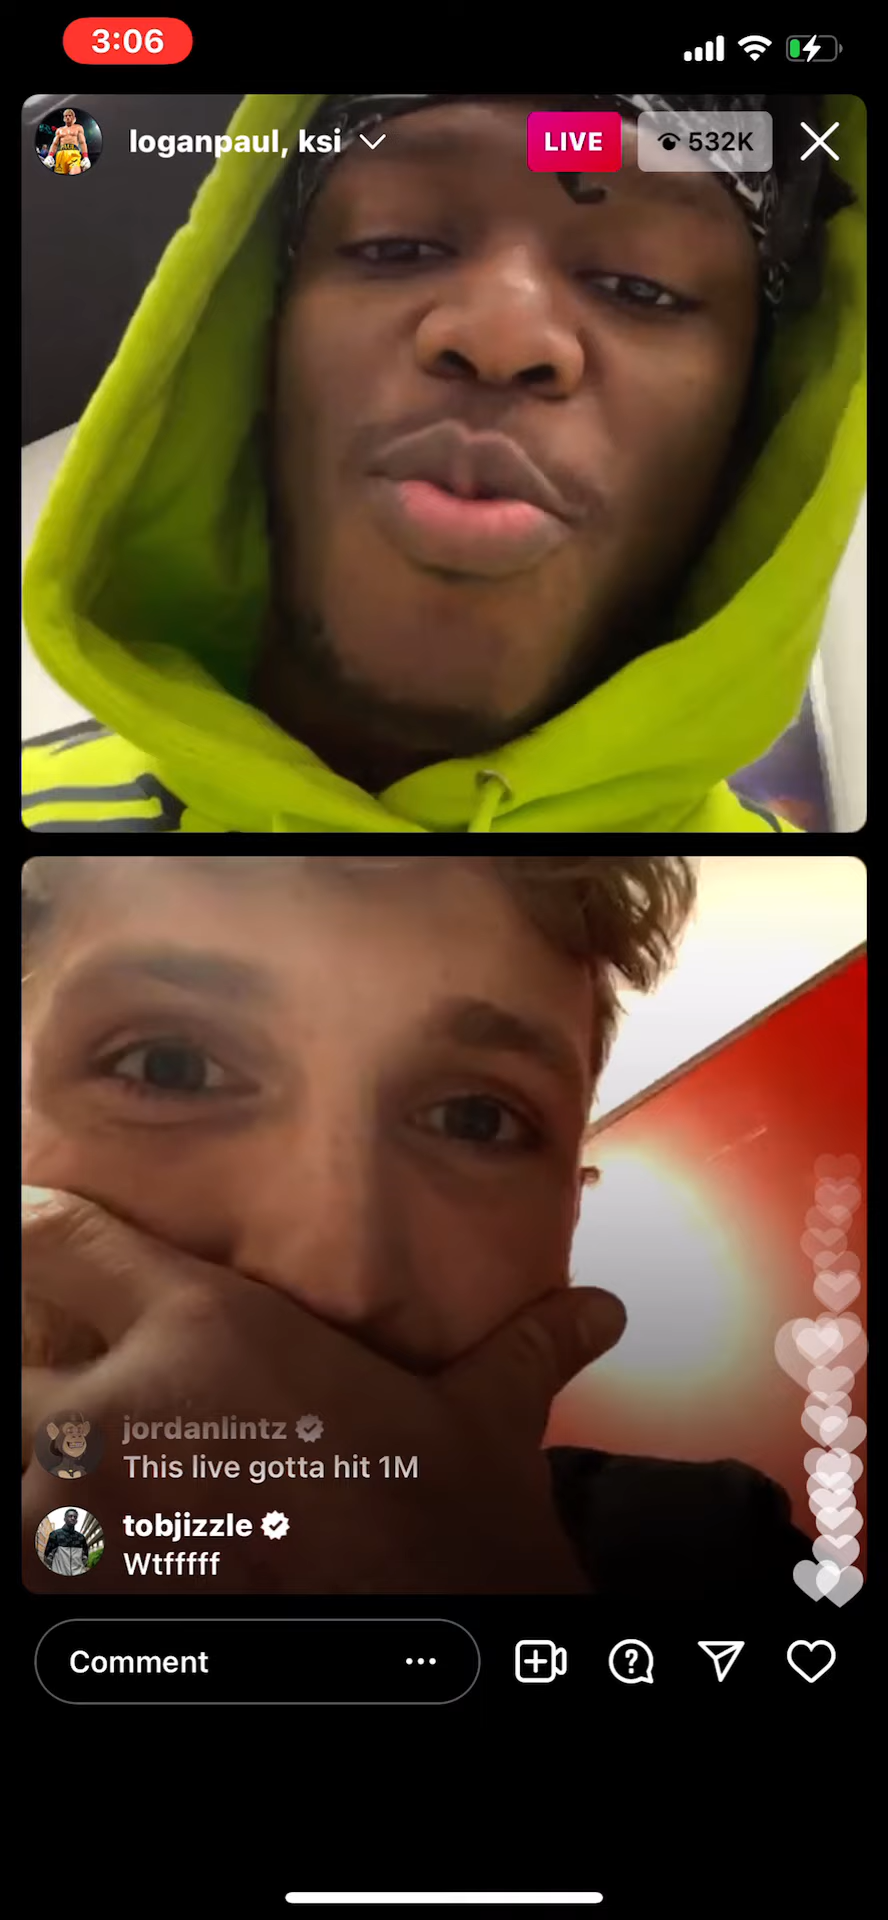 3:06
loganpaul, ksi
LIVE
532K
jordanlintz
This live gotta hit 1M
tobjizzle
Wtfffff
Comment